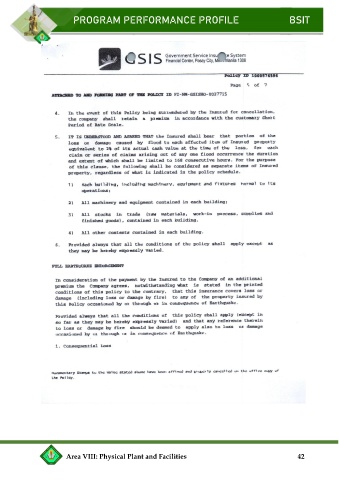 PROGRAM PERFORMANCE PROFILE BSIT
GSIS Government Service Insurance System
Financial Center, Pasay City, Metro Manila 1308
Policy ID
Page 5 of 7
ATTACHED TO AND FORMING PART OF THE POLICY ID
4. In the event of this Policy being surrendered by the Insured for cancellation,
the company shall retain a premium in accordance with the customary Short
Period of Rate Scale.
5. IT IS UNDERSTOOD AND AGREED THAT the Insured shall bear that portion of the
loss or damage caused by flood to each affected item of Insured property
equivalent to 2% of its actual cash value at the time of the loss, for each
claim or series of claims arising out of any one flood occurrence the duration
and extent of which shall be limited to 168 consecutive hours. For the purpose
of this clause, the following shall be considered as separate items of Insured
property, regardless of what is indicated in the policy schedule.
1) Each building, including machinery, equipment and fixtures normal to its
operations;
2) All machinery and equipment contained in each building;
3) All stocks in trade (raw materials, work-in process, supplies and
finished goods), contained in each building.
4) All other contents contained in each building.
6. Provided always that all the conditions of the policy shall apply except as
they may be hereby expressly varied.
FULL EARTHQUAKE ENDORSEMENT
In consideration of the payment by the Insured to the Company of an additional
premium the Company agrees, notwithstanding what is stated in the printed
conditions of this policy to the contrary, that this insurance covers loss or
damage (including loss or damage by fire) to any of the property insured by
this Policy occasioned by or through or in consequence of Earthquake.
Provided always that all the conditions of this policy shall apply (except in
so far as they may be hereby expressly varied) and that any reference therein
to loss or damage by fire should be deemed to apply also to loss or damage
occasioned by or through or in consequence of Earthquake.
1. Consequential Loss
Documentary Stamps to the value stated above have been affixed and properly cancelled on the office copy of
the Policy.
Area VIII: Physical Plant and Facilities 42